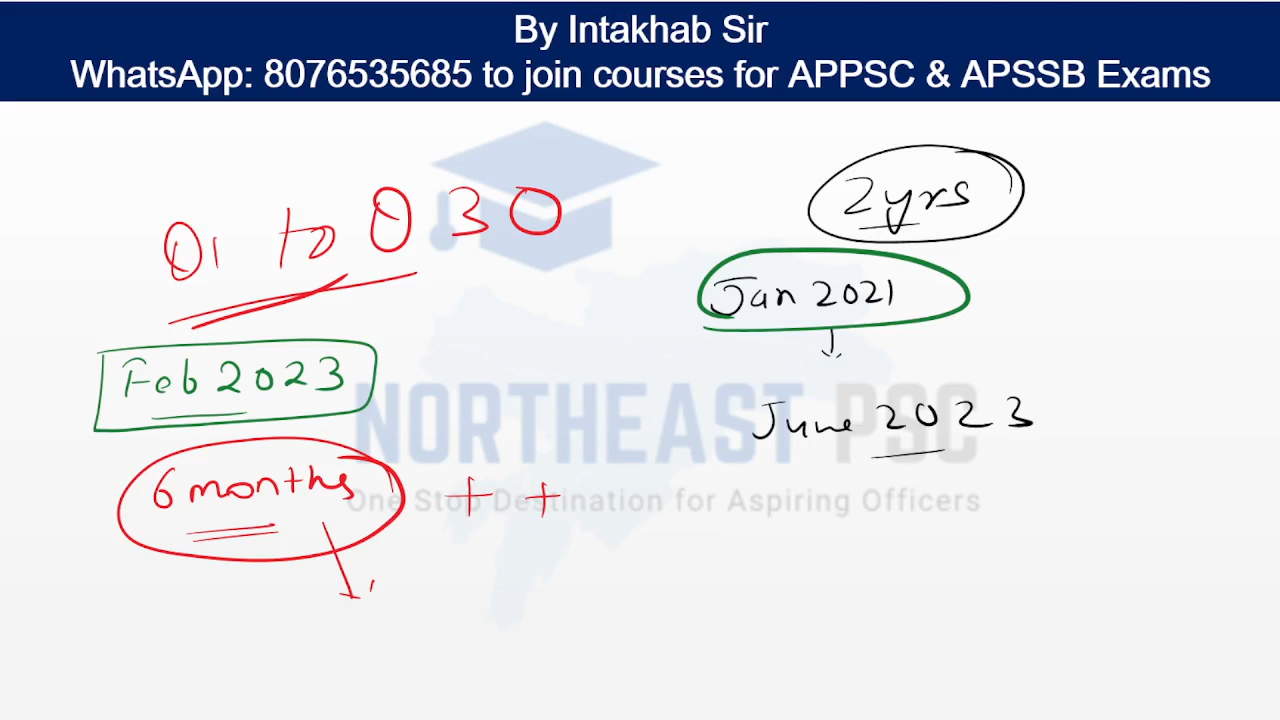 By Intakhab Sir
WhatsApp: 8076535685 to join courses for APPSC & APSSB Exams
01 to 030
Feb 2023
6 months + +
2yrs
Jan 2021
June 2023
NORTHEAST PSC
One Stop Destination for Aspiring Officers